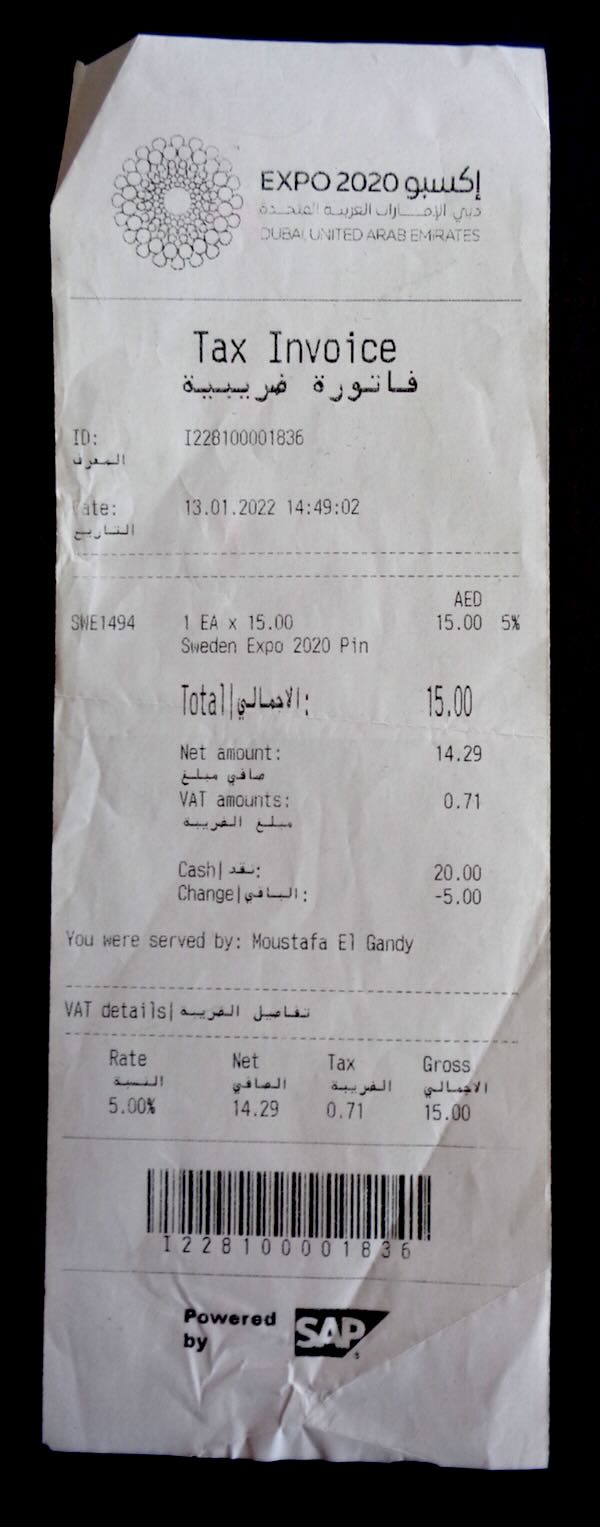 EXPO 2020 إكسبو
دبي، الإمارات العربية المتحدة
DUBAI, UNITED ARAB EMIRATES
Tax Invoice
فاتورة ضريبية
ID: I228100001836
المعرف
Date: 13.01.2022 14:49:02
التاريخ
AED
SWE1494 1 EA x 15.00 15.00 5%
Sweden Expo 2020 Pin
Total|الاجمالي: 15.00
Net amount: 14.29
صافي مبلغ
VAT amounts: 0.71
مبلغ الضريبة
Cash|نقد: 20.00
Change|الباقي: -5.00
You were served by: Moustafa El Gandy
VAT details|تفاصيل الضريبة
Rate Net Tax Gross
النسبة الصافي الضريبة الاجمالي
5.00% 14.29 0.71 15.00
I228100001836
Powered
by SAP